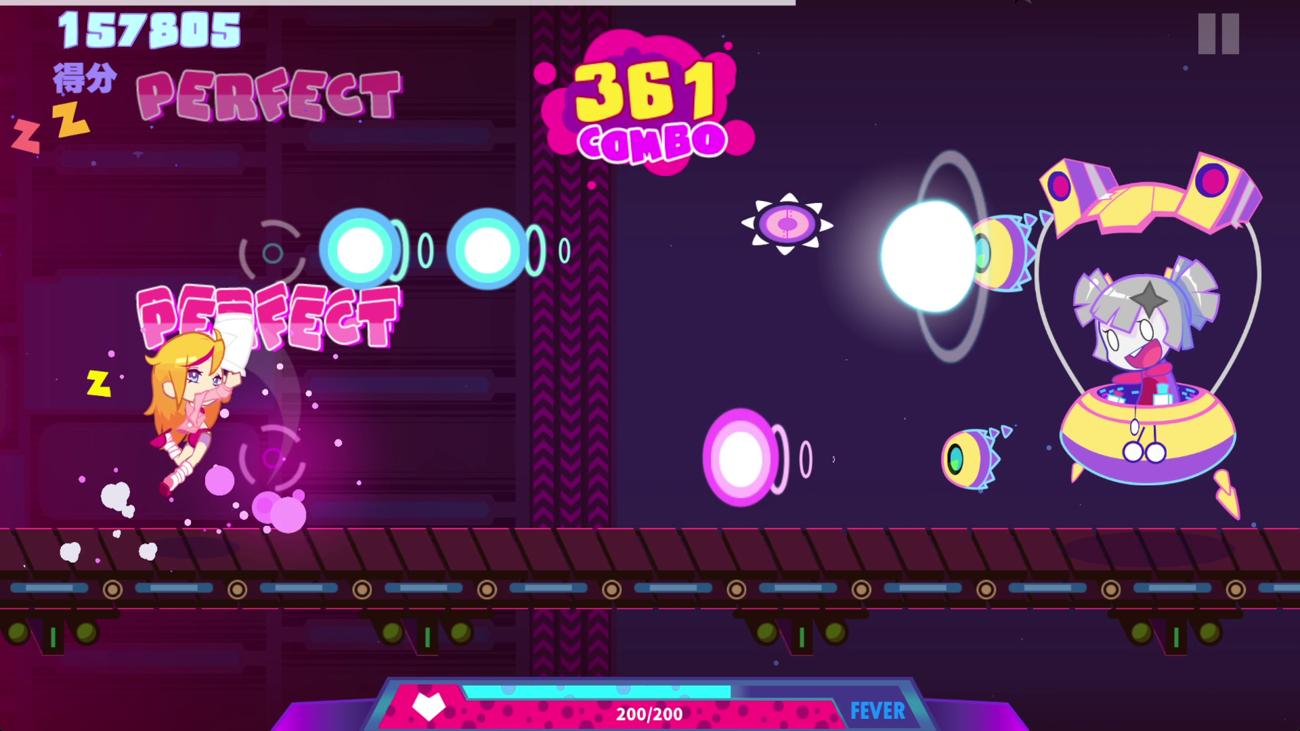 157805
得分
PERFECT
Z
Z
361
COMBO
PERFECT
Z
200/200
FEVER